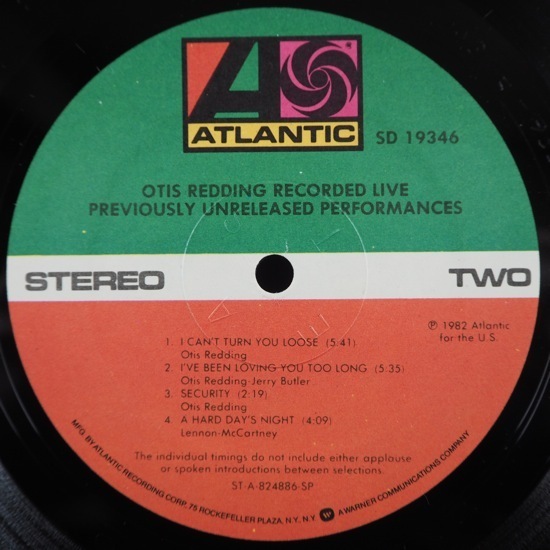 ATLANTIC
SD 19346
OTIS REDDING RECORDED LIVE
PREVIOUSLY UNRELEASED PERFORMANCES
STEREO
TWO
℗ 1982 Atlantic
for the U.S.
1. I CAN'T TURN YOU LOOSE (5:41)
Otis Redding
2. I'VE BEEN LOVING YOU TOO LONG (5:35)
Otis Redding-Jerry Butler
3. SECURITY (2:19)
Otis Redding
4. A HARD DAY'S NIGHT (4:09)
Lennon-McCartney
The individual timings do not include either applause
or spoken introductions between selections.
ST-A-824886-SP
MFG. BY ATLANTIC RECORDING CORP., 75 ROCKEFELLER PLAZA, N.Y., N.Y. W A WARNER COMMUNICATIONS COMPANY